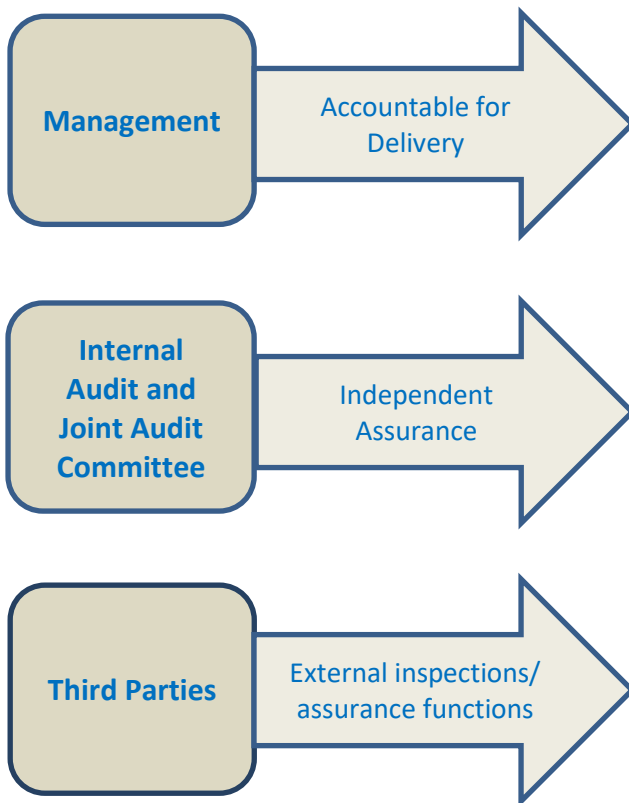 Management
Accountable for
Delivery
Internal
Audit and
Joint Audit
Committee
Independent
Assurance
Third Parties
External inspections/
assurance functions